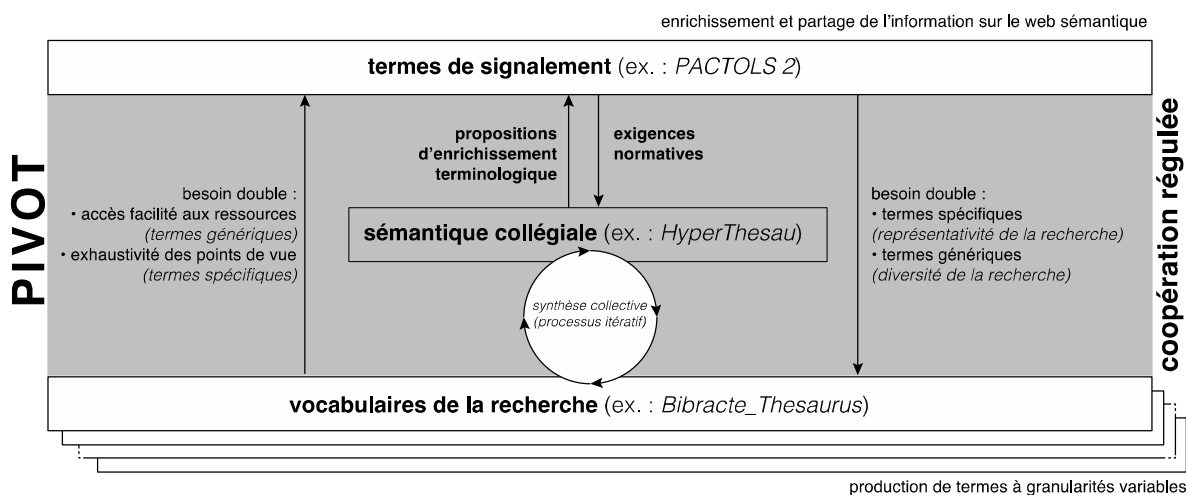 enrichissement et partage de l'information sur le web sémantique
termes de signalement (ex. : PACTOLS 2)
PIVOT
besoin double :
• accès facilité aux ressources
(termes génériques)
• exhaustivité des points de vue
(termes spécifiques)
propositions
d'enrichissement
terminologique
exigences
normatives
besoin double :
• termes spécifiques
(représentativité de la recherche)
• termes génériques
(diversité de la recherche)
coopération régulée
sémantique collégiale (ex. : HyperThesau)
synthèse collective
(processus itératif)
vocabulaires de la recherche (ex. : Bibracte_Thesaurus)
production de termes à granularités variables